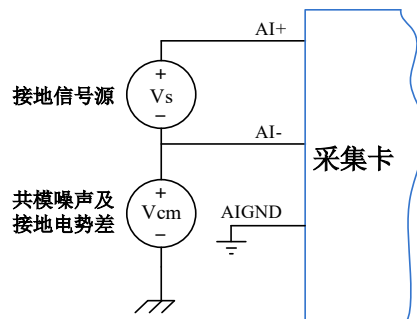 AI+
+
接地信号源
Vs
−
AI-
采集卡
共模噪声及
接地电势差
+
Vcm
−
AIGND